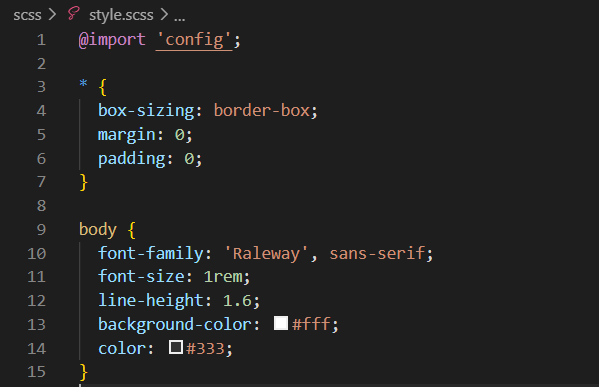 scss > style.scss > ...
1 @import 'config';
2
3 * {
4 box-sizing: border-box;
5 margin: 0;
6 padding: 0;
7 }
8
9 body {
10 font-family: 'Raleway', sans-serif;
11 font-size: 1rem;
12 line-height: 1.6;
13 background-color: #fff;
14 color: #333;
15 }